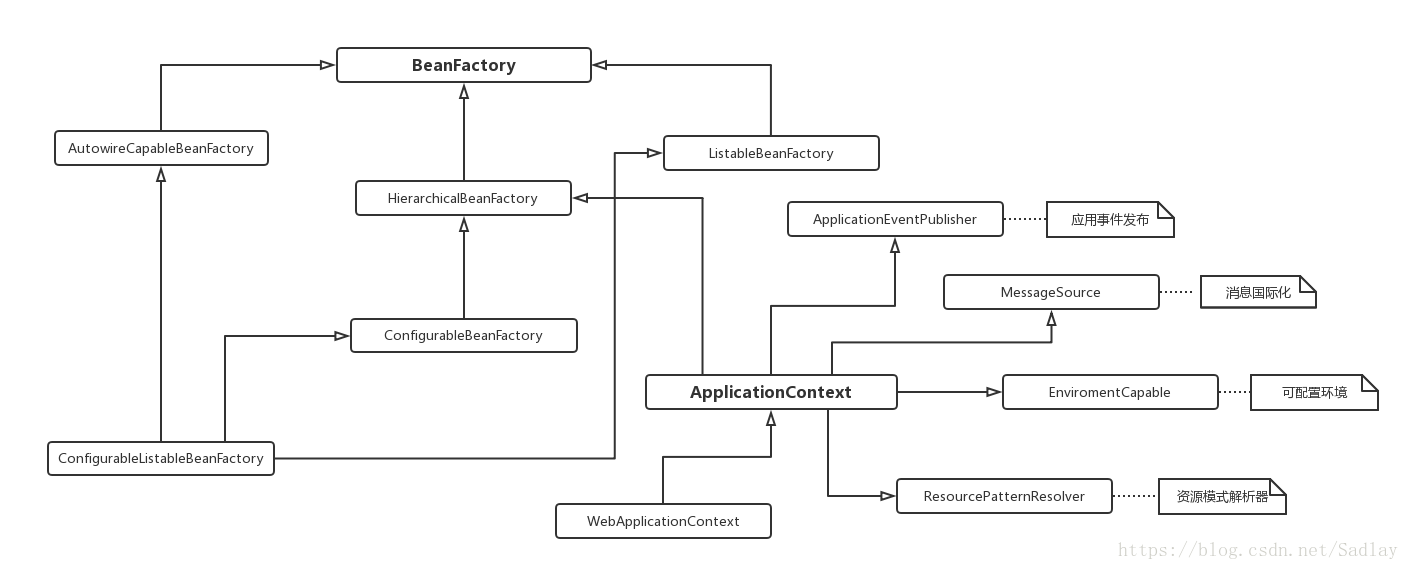 BeanFactory
AutowireCapableBeanFactory
ListableBeanFactory
HierarchicalBeanFactory
ApplicationEventPublisher
应用事件发布
MessageSource
消息国际化
ConfigurableBeanFactory
ApplicationContext
EnviromentCapable
可配置环境
ConfigurableListableBeanFactory
ResourcePatternResolver
资源模式解析器
WebApplicationContext
https://blog.csdn.net/Sadlay